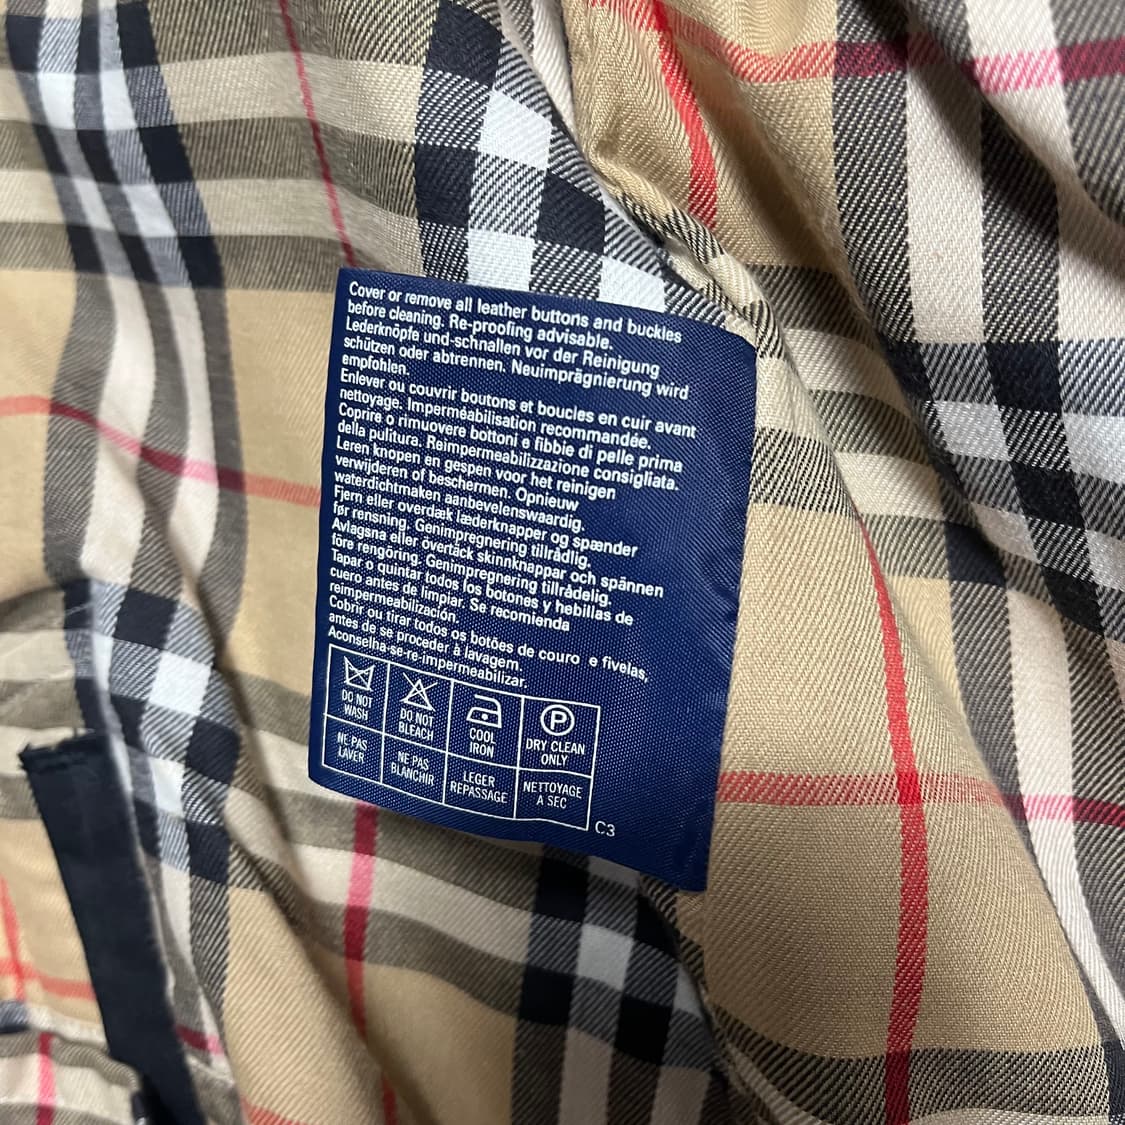 Cover or remove all leather buttons and buckles
before cleaning. Re-proofing advisable.
Lederknöpfe und-schnallen vor der Reinigung
schützen oder abtrennen. Neuimprägnierung wird
empfohlen.
Enlever ou couvrir boutons et boucles en cuir avant
nettoyage. Imperméabilisation recommandée.
Coprire o rimuovere bottoni e fibbie di pelle prima
della pulitura. Reimpermeabilizzazione consigliata.
Leren knopen en gespen voor het reinigen
verwijderen of beschermen. Opnieuw
waterdichtmaken aanbevelenswaardig.
Fjern eller overdæk læderknapper og spænder
før rensning. Genimpregnering tillrådlig.
Avlagsna eller övertäck skinnknappar och spännen
före rengöring. Genimpregnering tillrådelig.
Tapar o quintar todos los botones y hebillas de
cuero antes de limpiar. Se recomienda
reimpermeabilización.
Cobrir ou tirar todos os botões de couro e fivelas,
antes de se proceder à lavagem.
Aconselha-se-re-impermeabilizar.
P
DO NOT WASH
DO NOT BLEACH
COOL IRON
DRY CLEAN ONLY
NE PAS LAVER
NE PAS BLANCHIR
LEGER REPASSAGE
NETTOYAGE A SEC
C3